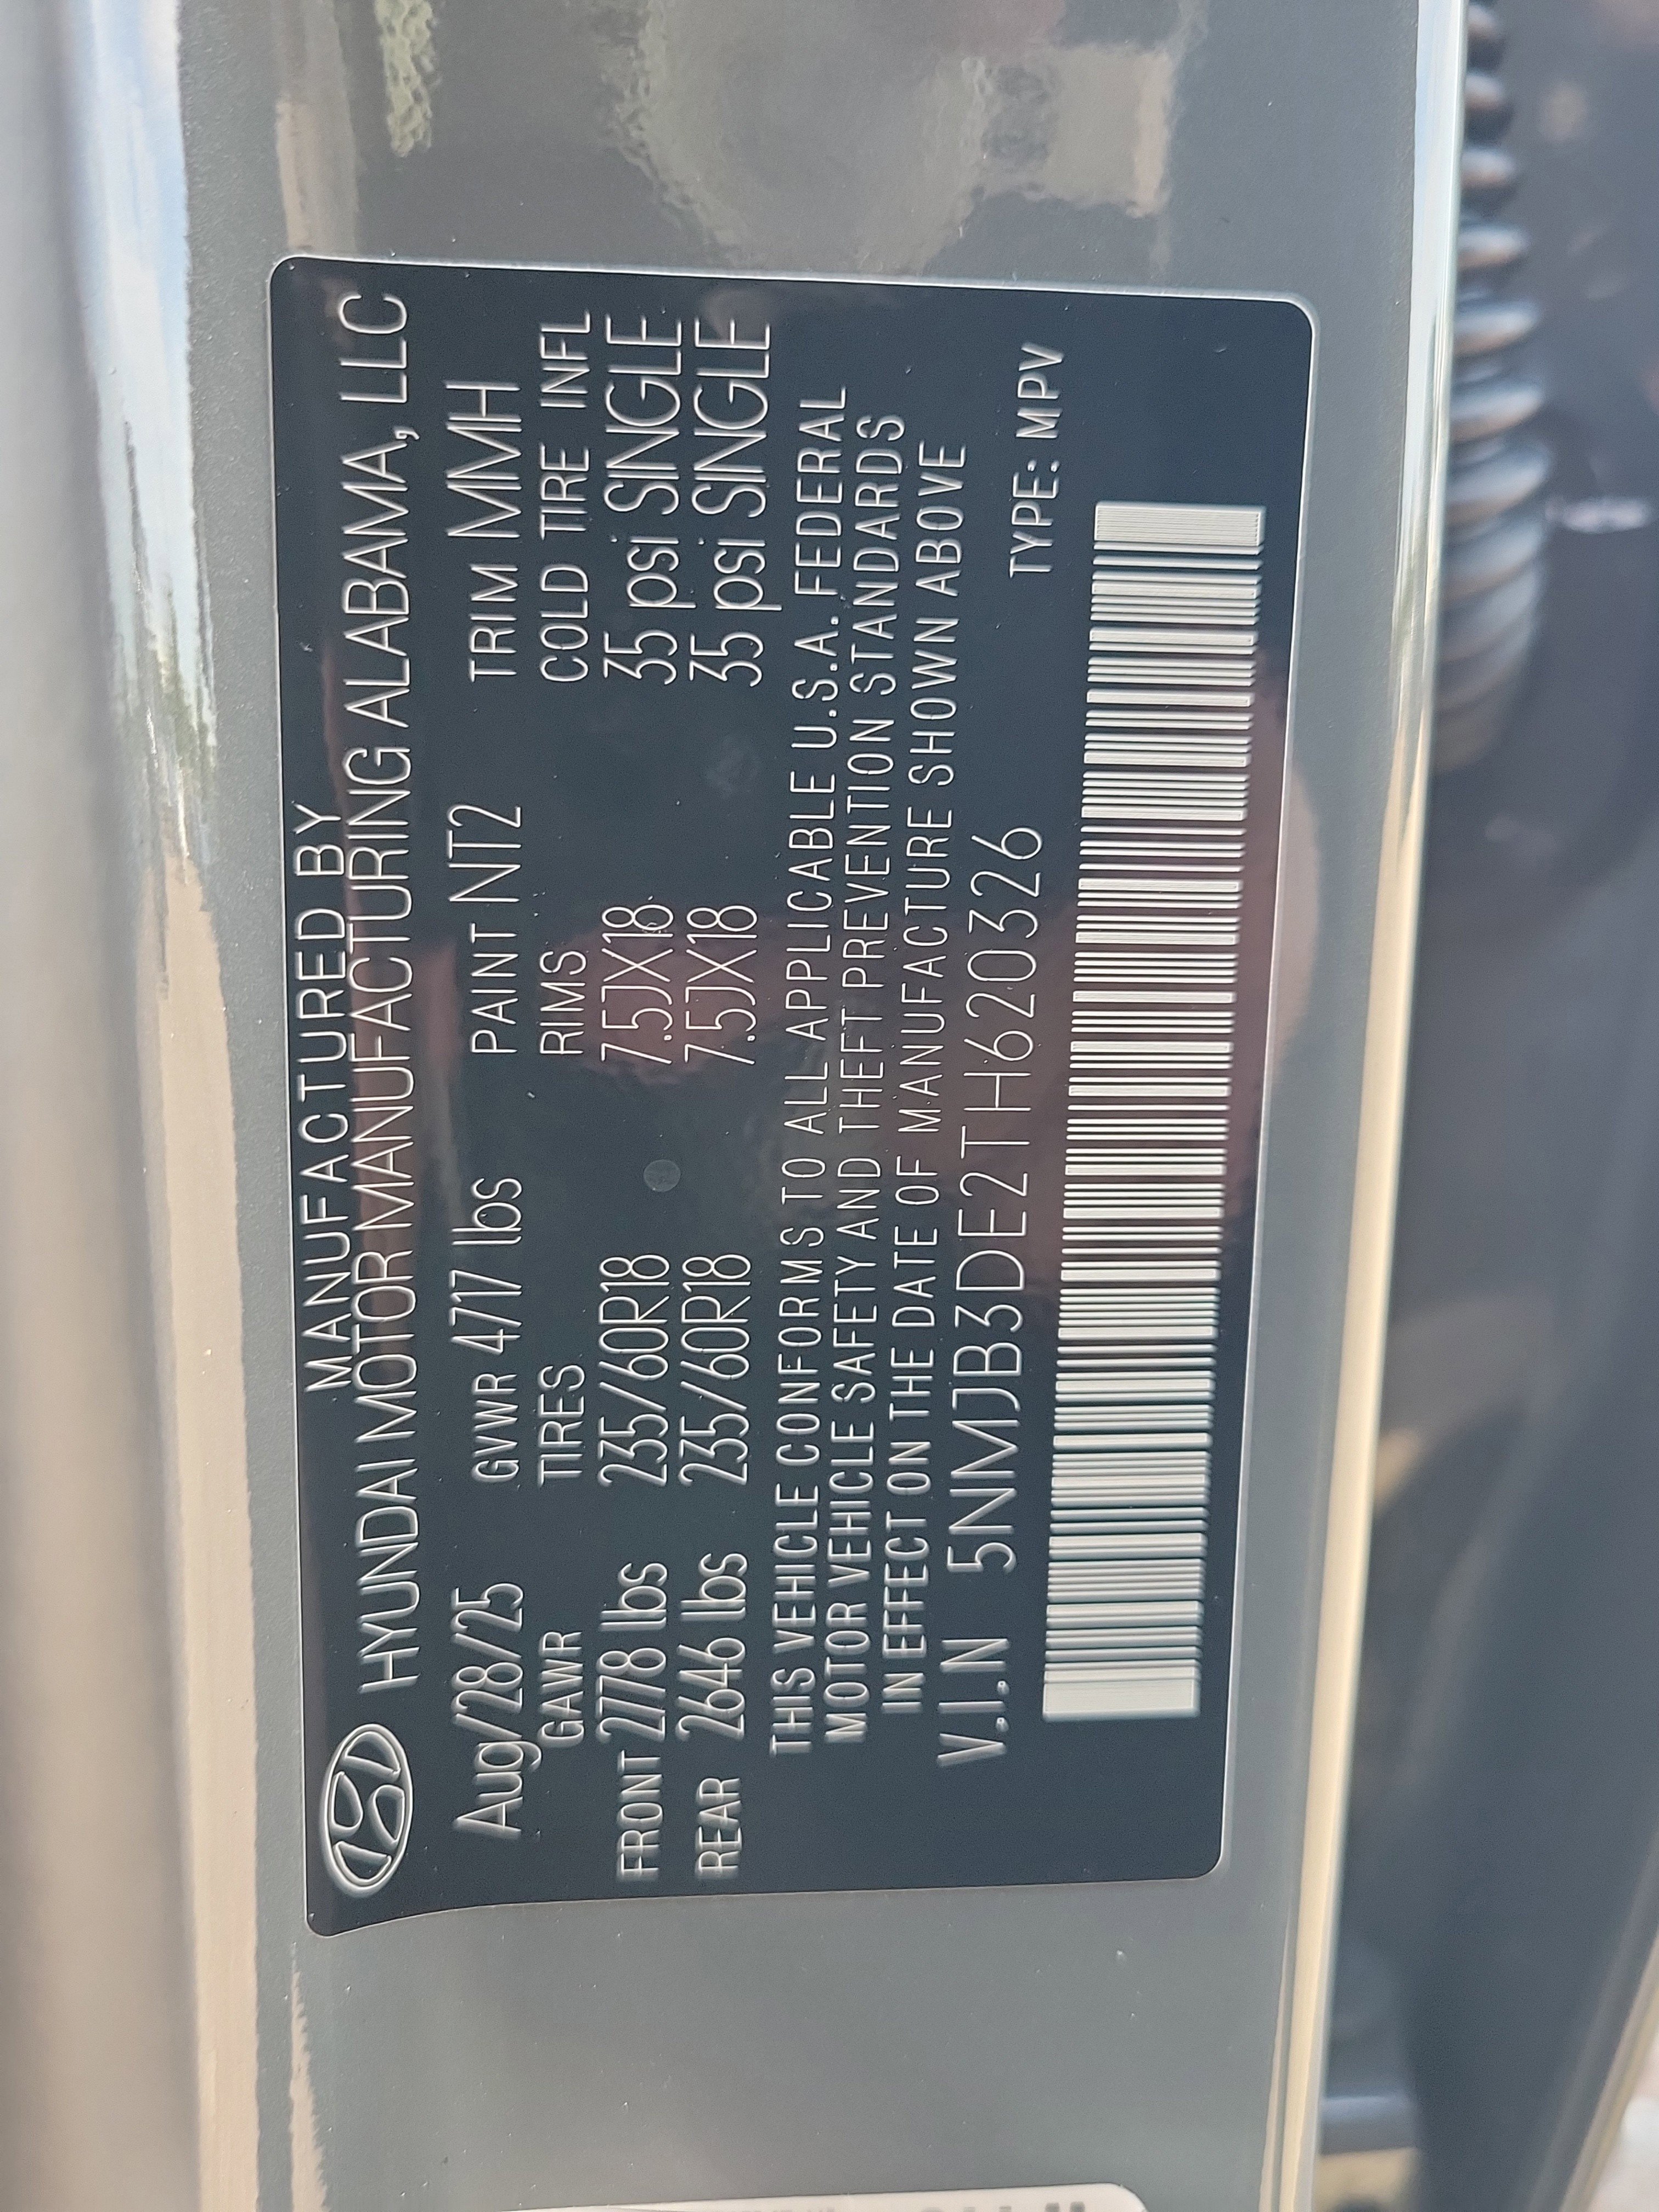 MANUFACTURED BY
HYUNDAI MOTOR MANUFACTURING ALABAMA, LLC
Aug/28/25 GVWR 4717 lbs PAINT NT2 TRIM MMH
GAWR TIRES RIMS COLD TIRE INFL
FRONT 2778 lbs 235/60R18 7.5JX18 35 psi SINGLE
REAR 2646 lbs 235/60R18 7.5JX18 35 psi SINGLE
THIS VEHICLE CONFORMS TO ALL APPLICABLE U.S.A. FEDERAL
MOTOR VEHICLE SAFETY AND THEFT PREVENTION STANDARDS
IN EFFECT ON THE DATE OF MANUFACTURE SHOWN ABOVE
V.I.N 5NMJB3DE2TH620326 TYPE: MPV